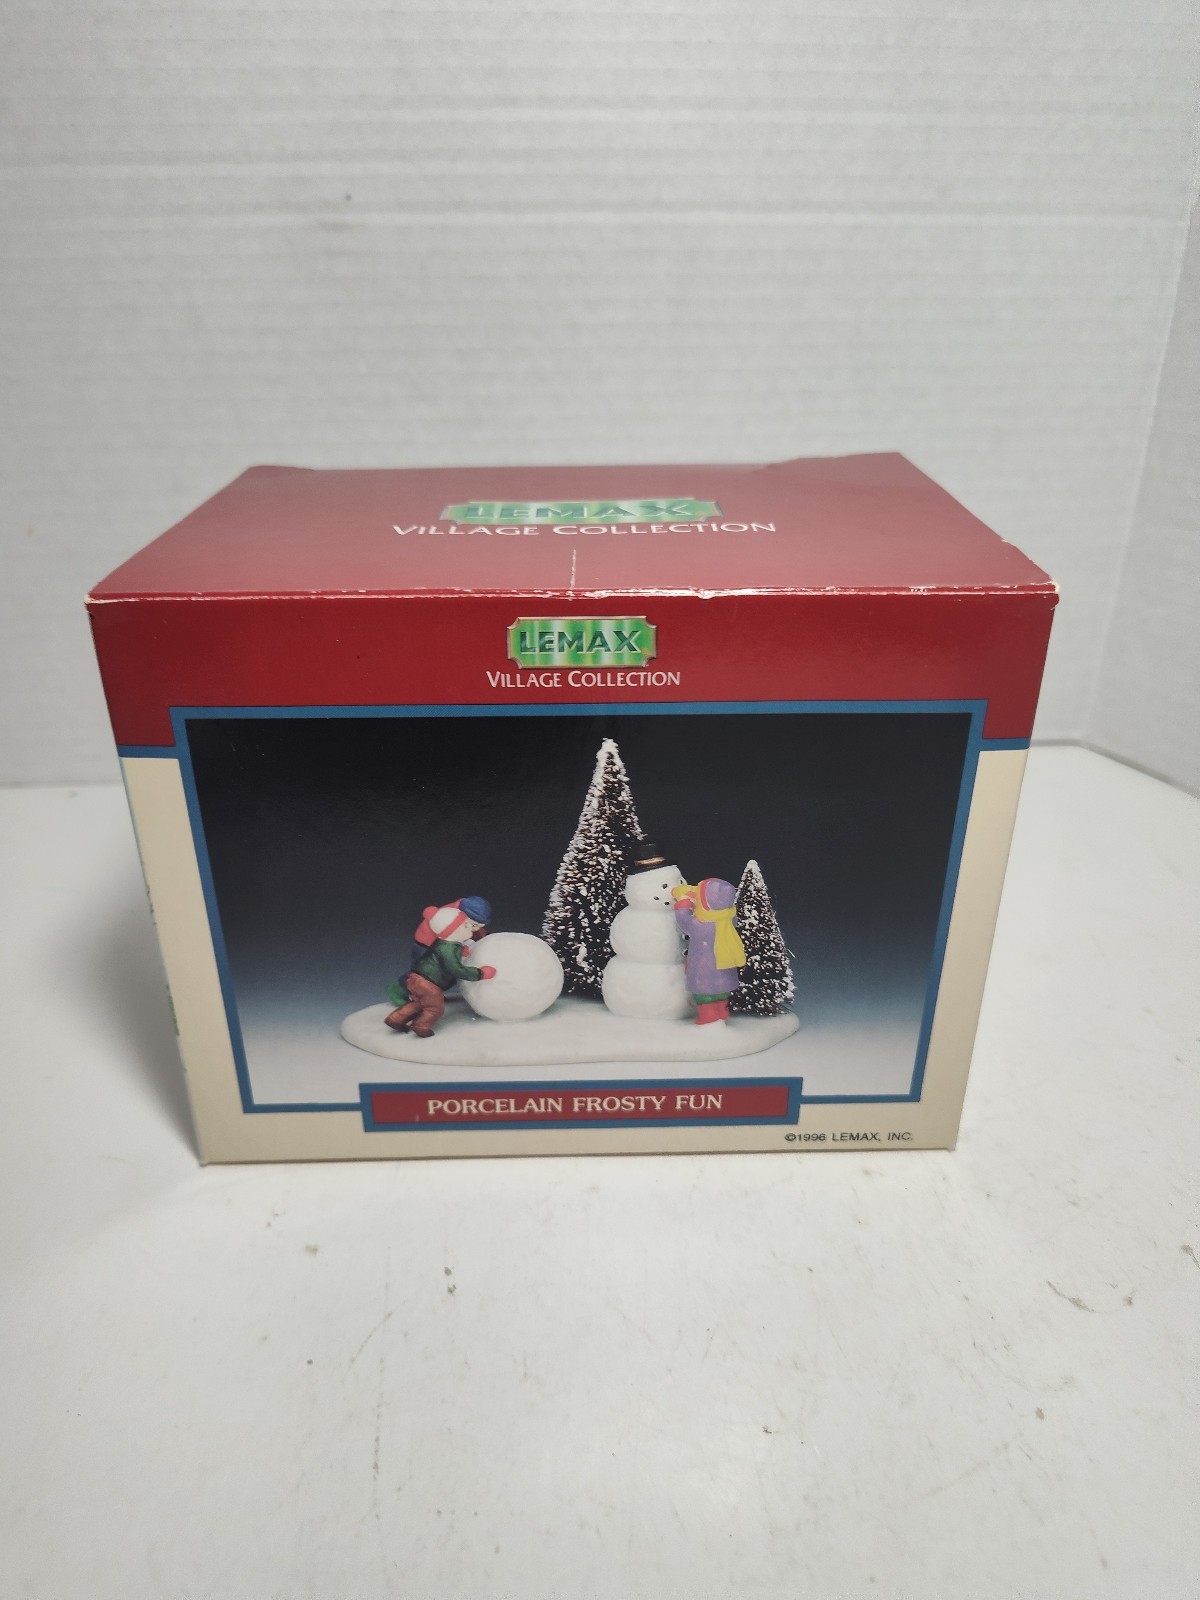 LEMAX
VILLAGE COLLECTION
LEMAX
VILLAGE COLLECTION
PORCELAIN FROSTY FUN
©1996 LEMAX, INC.